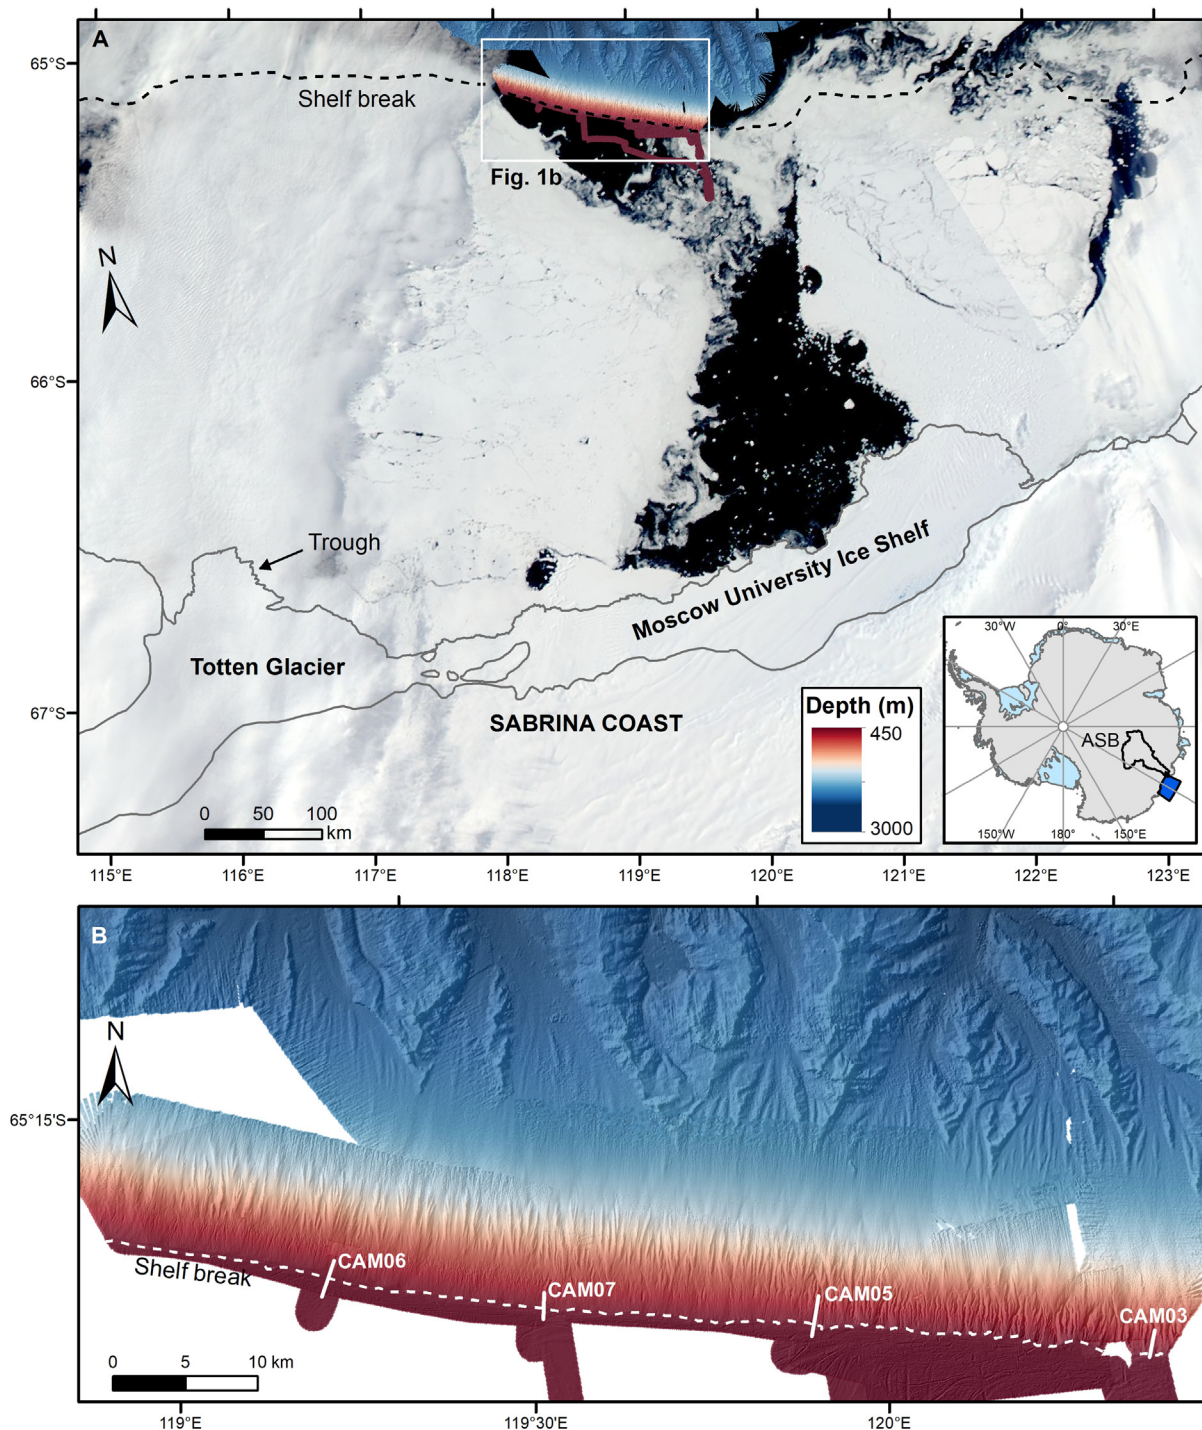 A
65°S
Shelf break
Fig. 1b
N
66°S
Trough
Moscow University Ice Shelf
Totten Glacier
67°S
SABRINA COAST
Depth (m)
450
3000
30°W
0°
30°E
ASB
150°W
180°
150°E
0 50 100
km
115°E 116°E 117°E 118°E 119°E 120°E 121°E 122°E 123°E
B
N
65°15'S
CAM06
Shelf break
CAM07
CAM05
CAM03
0 5 10 km
119°E 119°30'E 120°E